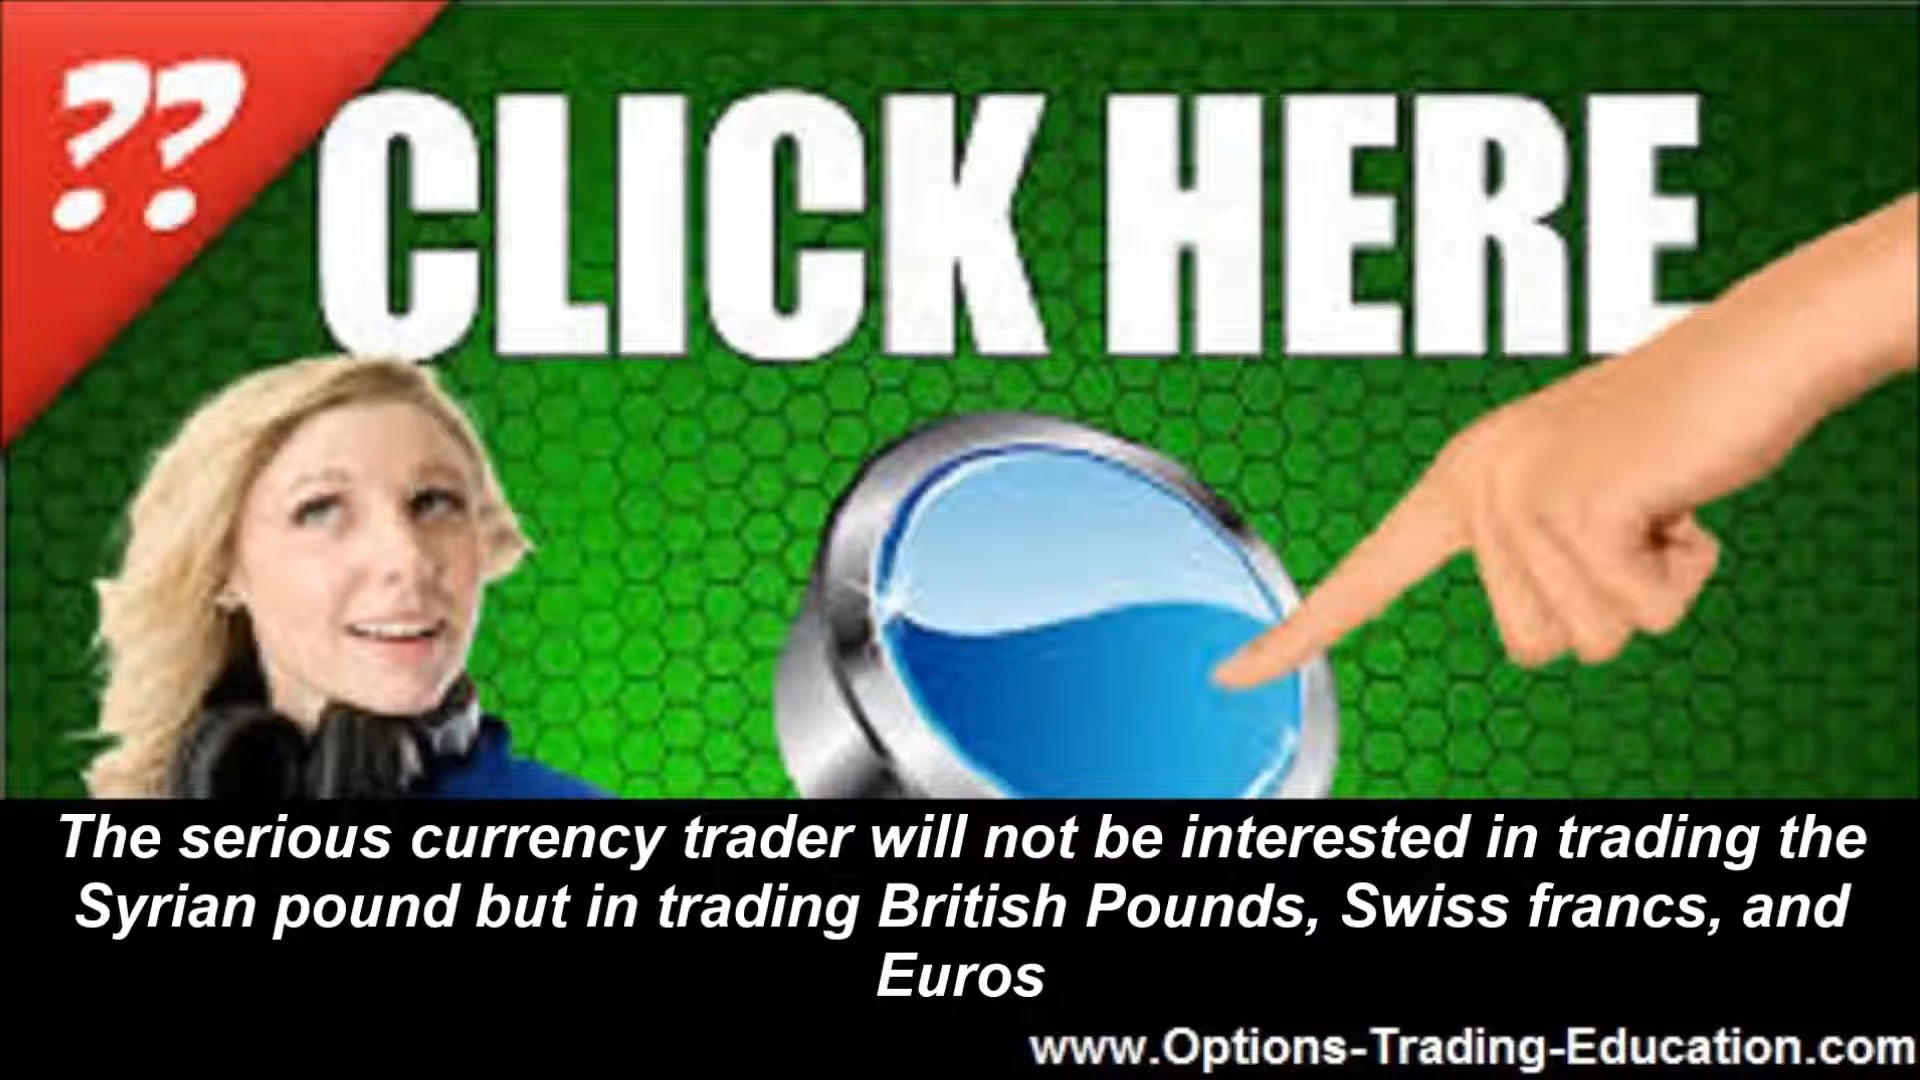 ??
CLICK HERE
The serious currency trader will not be interested in trading the
Syrian pound but in trading British Pounds, Swiss francs, and
Euros
www.Options-Trading-Education.com